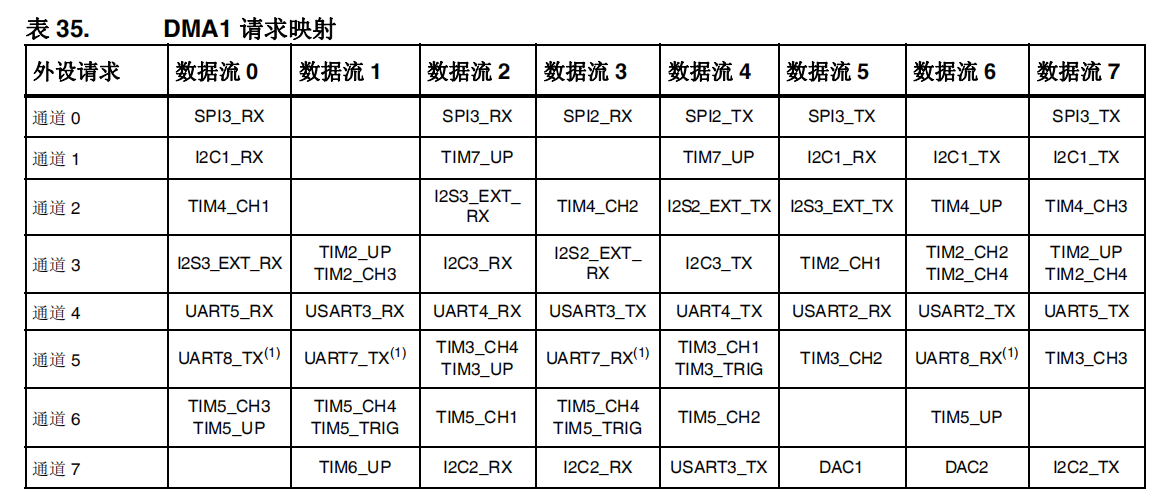 表 35. DMA1 请求映射
外设请求 数据流 0 数据流 1 数据流 2 数据流 3 数据流 4 数据流 5 数据流 6 数据流 7
通道 0 SPI3_RX SPI3_RX SPI2_RX SPI2_TX SPI3_TX SPI3_TX
通道 1 I2C1_RX TIM7_UP TIM7_UP I2C1_RX I2C1_TX I2C1_TX
通道 2 TIM4_CH1 I2S3_EXT_
RX TIM4_CH2 I2S2_EXT_TX I2S3_EXT_TX TIM4_UP TIM4_CH3
通道 3 I2S3_EXT_RX TIM2_UP
TIM2_CH3 I2C3_RX I2S2_EXT_
RX I2C3_TX TIM2_CH1 TIM2_CH2
TIM2_CH4 TIM2_UP
TIM2_CH4
通道 4 UART5_RX USART3_RX UART4_RX USART3_TX UART4_TX USART2_RX USART2_TX UART5_TX
通道 5 UART8_TX(1) UART7_TX(1) TIM3_CH4
TIM3_UP UART7_RX(1) TIM3_CH1
TIM3_TRIG TIM3_CH2 UART8_RX(1) TIM3_CH3
通道 6 TIM5_CH3
TIM5_UP TIM5_CH4
TIM5_TRIG TIM5_CH1 TIM5_CH4
TIM5_TRIG TIM5_CH2 TIM5_UP
通道 7 TIM6_UP I2C2_RX I2C2_RX USART3_TX DAC1 DAC2 I2C2_TX